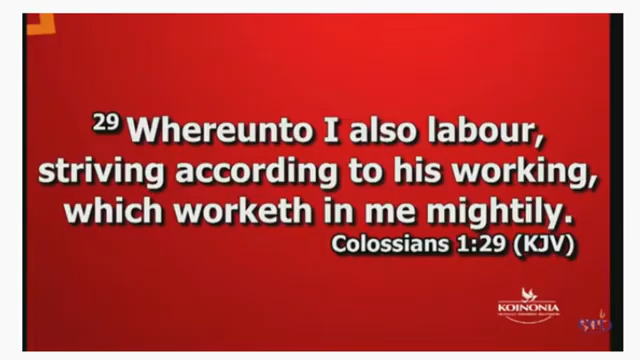 29 Whereunto I also labour,
striving according to his working,
which worketh in me mightily.
Colossians 1:29 (KJV)
KOINONIA